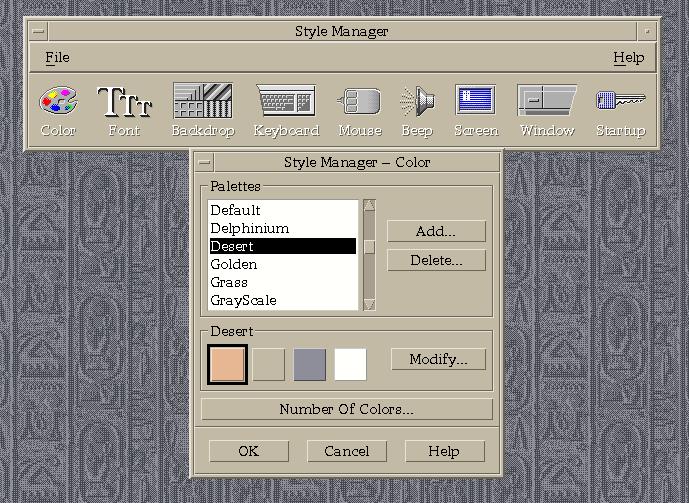 Style Manager
File Help
Color Font Backdrop Keyboard Mouse Beep Screen Window Startup
Style Manager – Color
Palettes
Default
Delphinium
Desert
Golden
Grass
GrayScale
Add...
Delete...
Desert
Modify...
Number Of Colors...
OK Cancel Help